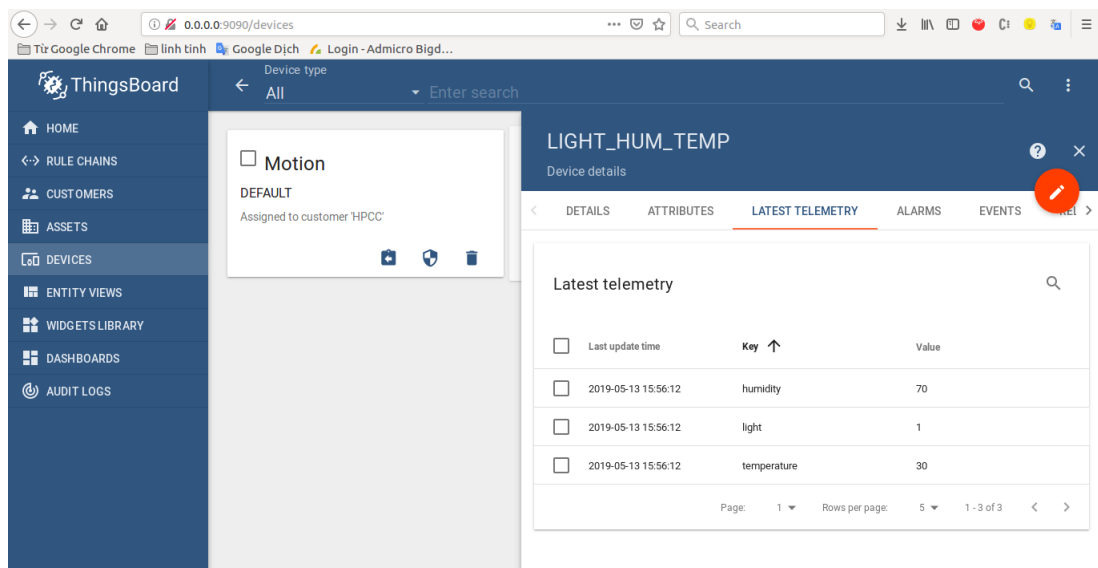 0.0.0.0:9090/devices
Search
Từ Google Chrome linh tinh Google Dịch Login - Admicro Bigd...
ThingsBoard
Device type
All
Enter search
HOME
RULE CHAINS
CUSTOMERS
ASSETS
DEVICES
ENTITY VIEWS
WIDGETS LIBRARY
DASHBOARDS
AUDIT LOGS
Motion
DEFAULT
Assigned to customer 'HPCC'
LIGHT_HUM_TEMP
Device details
DETAILS ATTRIBUTES LATEST TELEMETRY ALARMS EVENTS
Latest telemetry
Last update time Key Value
2019-05-13 15:56:12 humidity 70
2019-05-13 15:56:12 light 1
2019-05-13 15:56:12 temperature 30
Page: 1 Rows per page: 5 1 - 3 of 3